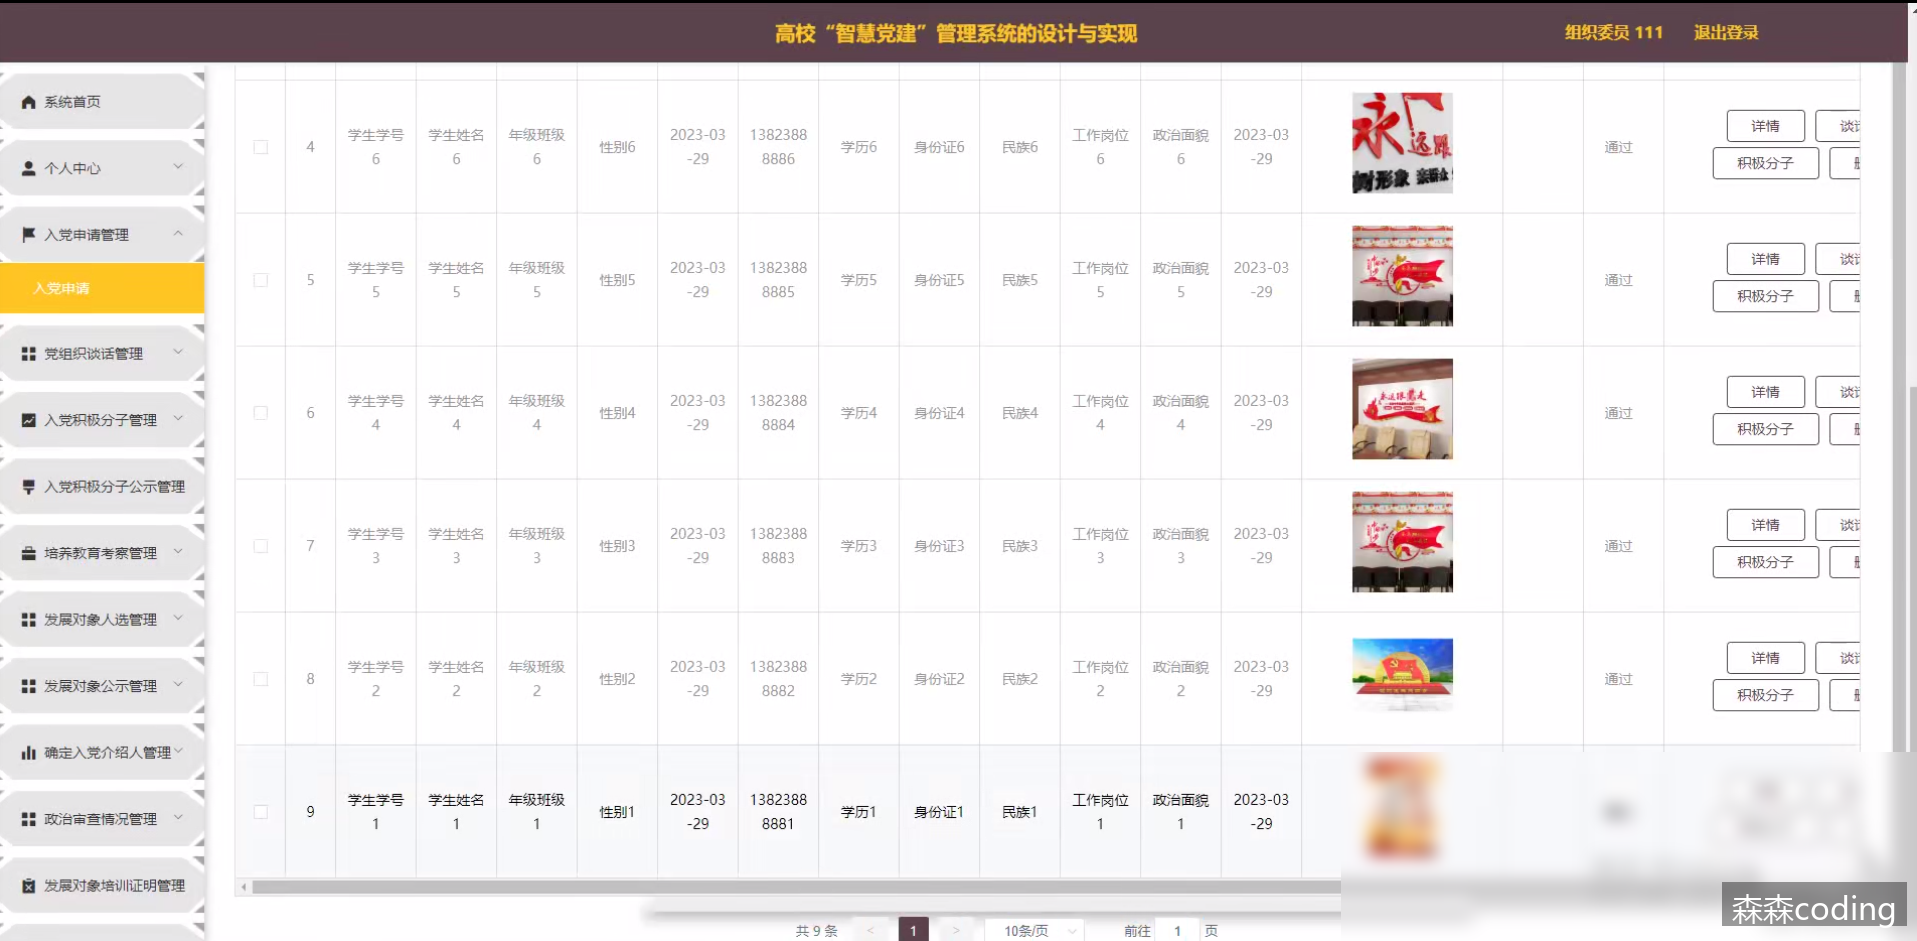 高校“智慧党建”管理系统的设计与实现
组织委员 111
退出登录
系统首页
个人中心
入党申请管理
入党申请
党组织谈话管理
入党积极分子管理
入党积极分子公示管理
培养教育考察管理
发展对象人选管理
发展对象公示管理
确定入党介绍人管理
政治审查情况管理
发展对象培训证明管理
4 学生学号6 学生姓名6 年级班级6 性别6 2023-03-29 13823888886 学历6 身份证6 民族6 工作岗位6 政治面貌6 2023-03-29 通过 详情
积极分子
永远跟
树形象
5 学生学号5 学生姓名5 年级班级5 性别5 2023-03-29 13823888885 学历5 身份证5 民族5 工作岗位5 政治面貌5 2023-03-29 通过 详情
积极分子
6 学生学号4 学生姓名4 年级班级4 性别4 2023-03-29 13823888884 学历4 身份证4 民族4 工作岗位4 政治面貌4 2023-03-29 通过 详情
积极分子
7 学生学号3 学生姓名3 年级班级3 性别3 2023-03-29 13823888883 学历3 身份证3 民族3 工作岗位3 政治面貌3 2023-03-29 通过 详情
积极分子
8 学生学号2 学生姓名2 年级班级2 性别2 2023-03-29 13823888882 学历2 身份证2 民族2 工作岗位2 政治面貌2 2023-03-29 通过 详情
积极分子
9 学生学号1 学生姓名1 年级班级1 性别1 2023-03-29 13823888881 学历1 身份证1 民族1 工作岗位1 政治面貌1 2023-03-29
共 9 条 < 1 > 10条/页 前往 1 页
森森coding